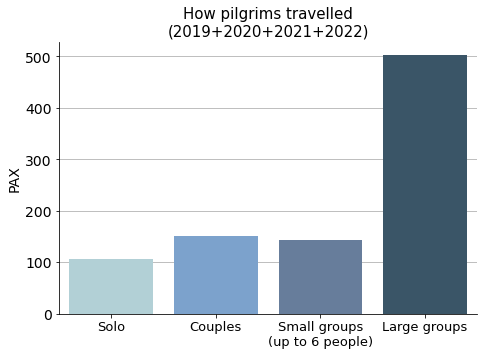 How pilgrims travelled
(2019+2020+2021+2022)
500
400
300
200
100
0
PAX
Solo
Couples
Small groups
(up to 6 people)
Large groups